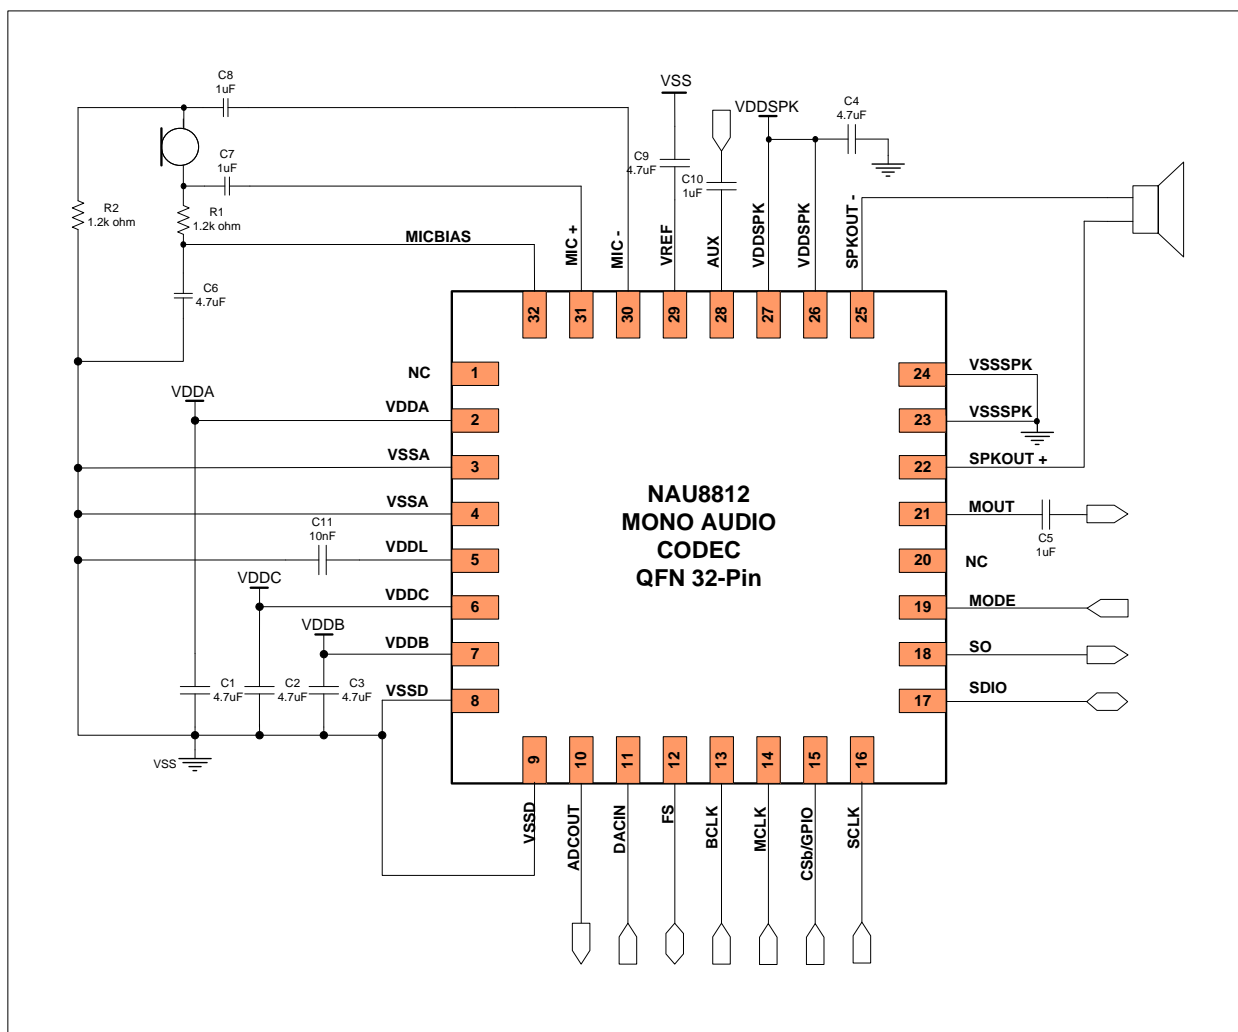 C8
1uF
VSS
VDDSPK
C4
4.7uF
C7
1uF
C9
4.7uF
C10
1uF
R2
1.2k ohm
R1
1.2k ohm
MICBIAS
MIC +
MIC -
VREF
AUX
VDDSPK
VDDSPK
SPKOUT -
C6
4.7uF
32
31
30
29
28
27
26
25
NC
1
VDDA
VDDA
2
VSSA
3
VSSA
4
C11
10nF
VDDL
5
VDDC
VDDC
6
VDDB
VDDB
7
C1
4.7uF
C2
4.7uF
C3
4.7uF
VSSD
8
VSS
NAU8812
MONO AUDIO
CODEC
QFN 32-Pin
24
VSSSPK
23
VSSSPK
22
SPKOUT +
21
MOUT
C5
1uF
20
NC
19
MODE
18
SO
17
SDIO
9
10
11
12
13
14
15
16
VSSD
ADCOUT
DACIN
FS
BCLK
MCLK
CSb/GPIO
SCLK